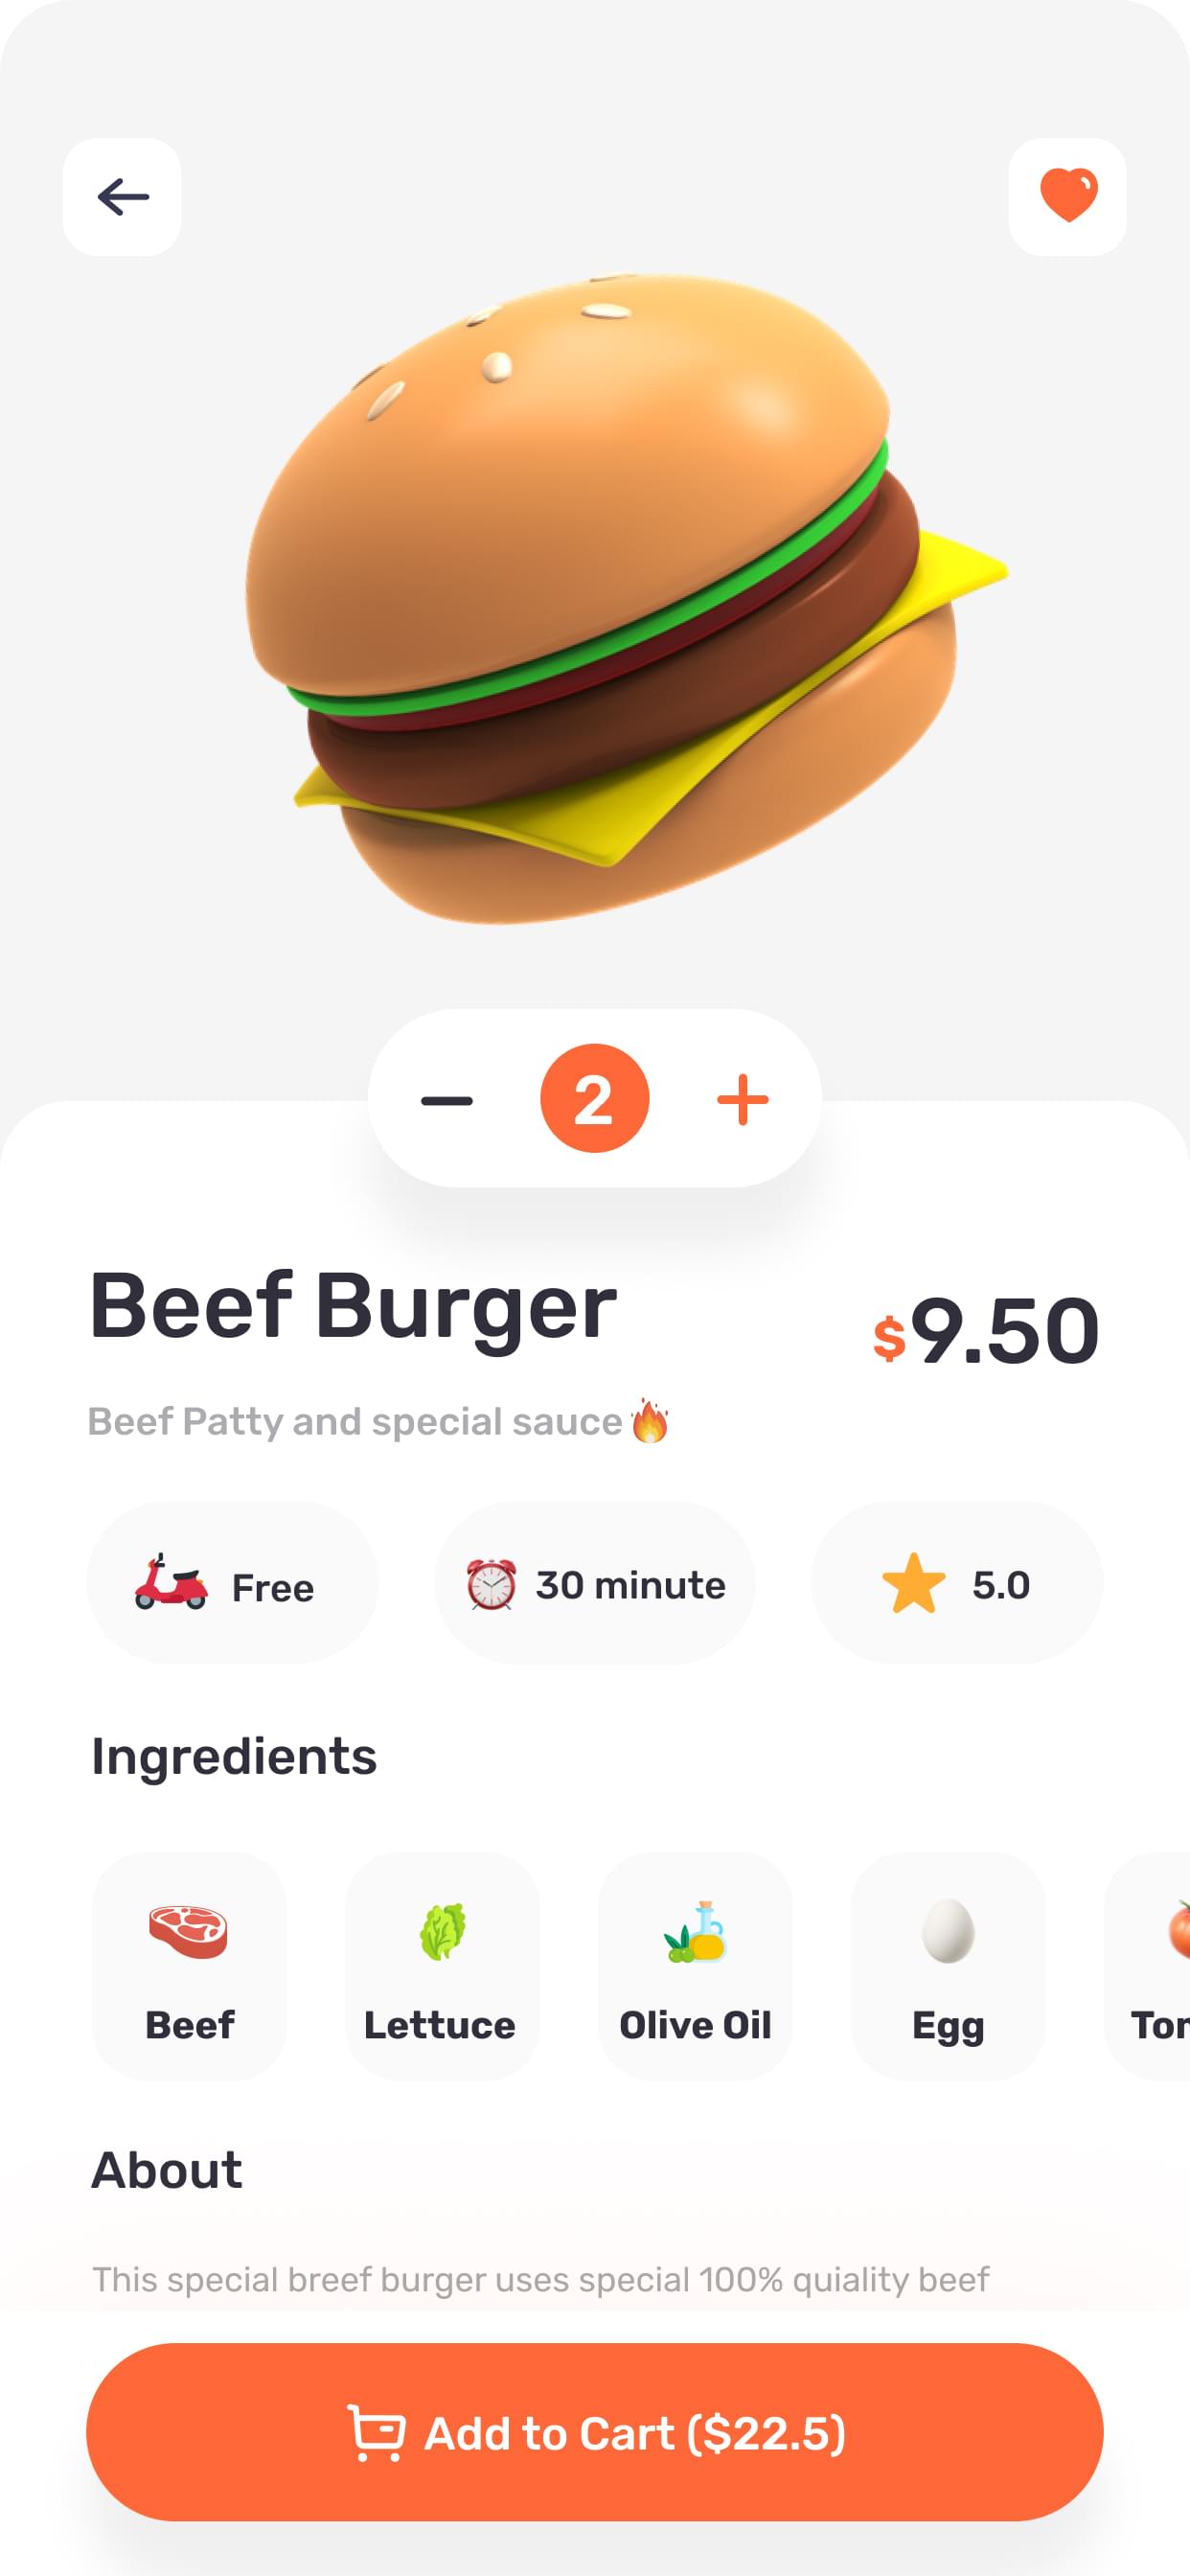 2
Beef Burger
$9.50
Beef Patty and special sauce
Free
30 minute
5.0
Ingredients
Beef
Lettuce
Olive Oil
Egg
About
This special breef burger uses special 100% quiality beef
Add to Cart ($22.5)